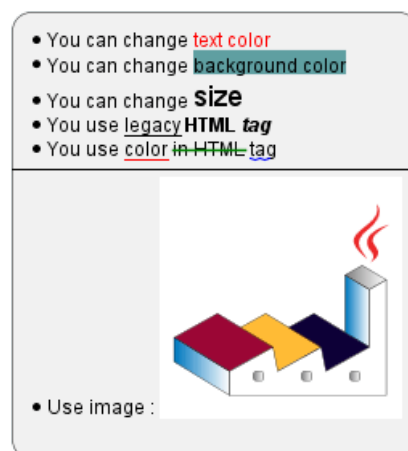 • You can change text color
• You can change background color
• You can change size
• You use legacy HTML tag
• You use color in HTML tag
• Use image :